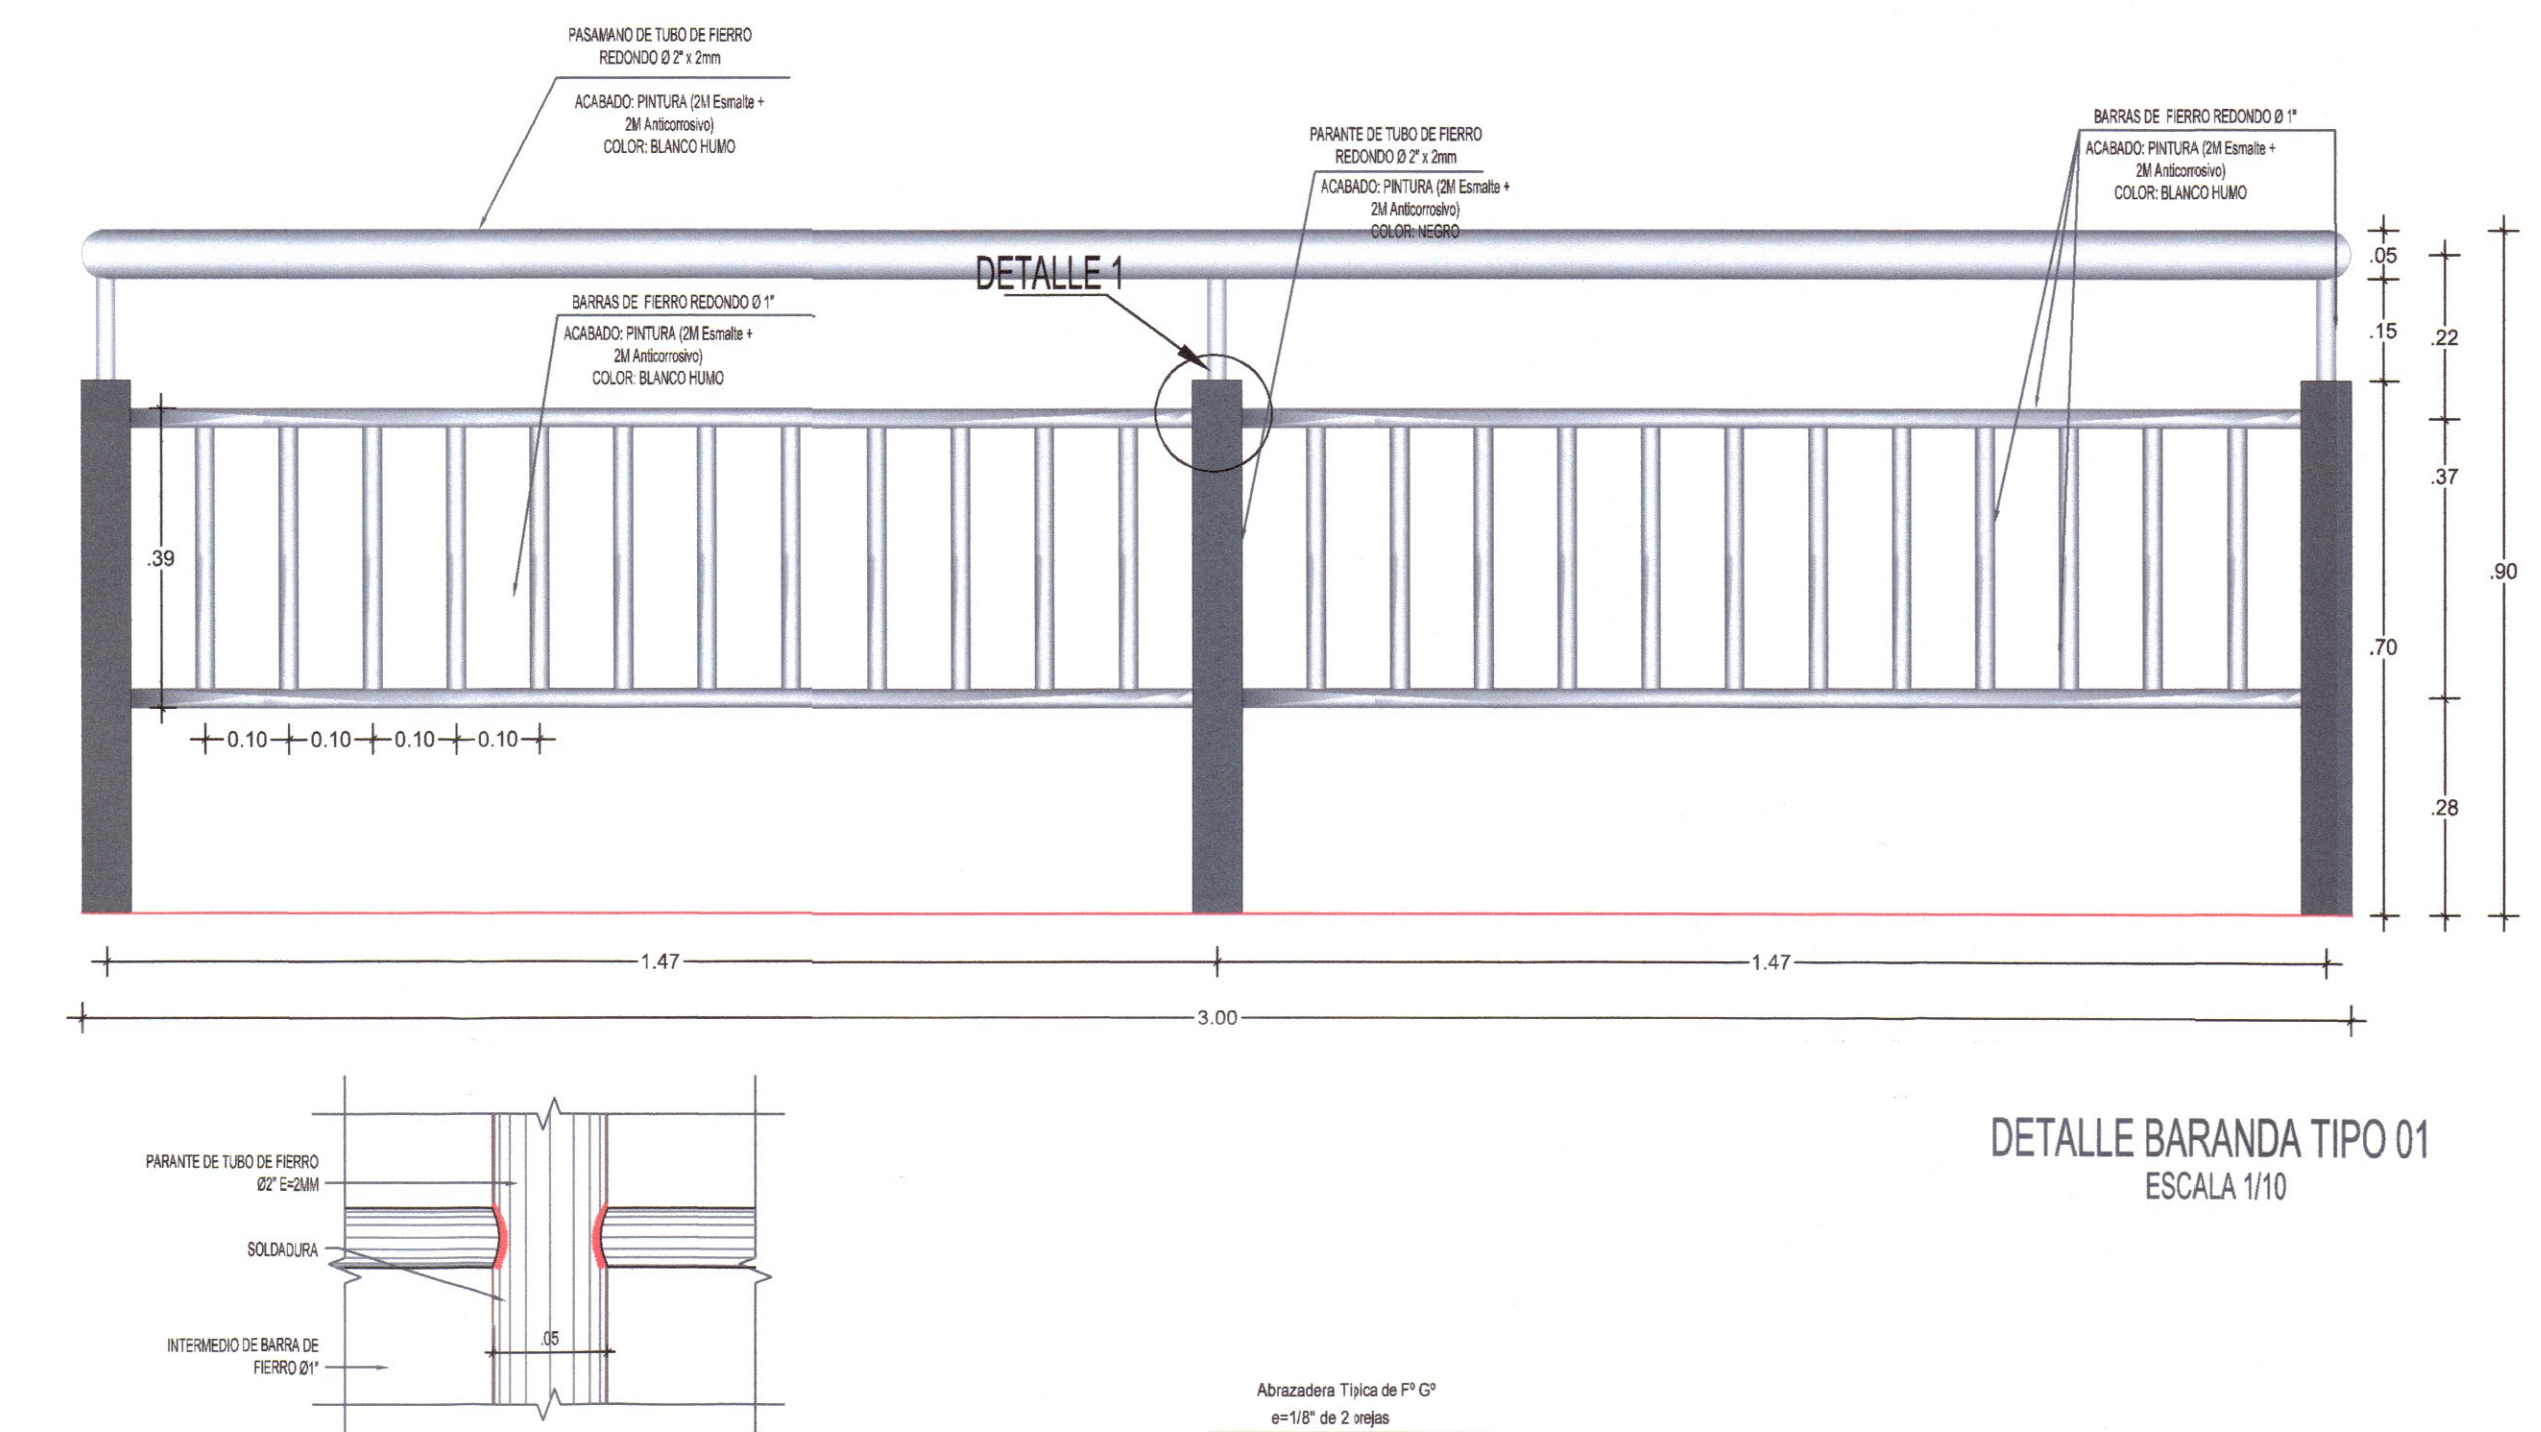 PASAMANO DE TUBO DE FIERRO
REDONDO Ø 2" x 2mm
ACABADO: PINTURA (2M Esmalte +
2M Anticorrosivo)
COLOR: BLANCO HUMO
PARANTE DE TUBO DE FIERRO
REDONDO Ø 2" x 2mm
ACABADO: PINTURA (2M Esmalte +
2M Anticorrosivo)
COLOR: NEGRO
BARRAS DE FIERRO REDONDO Ø 1"
ACABADO: PINTURA (2M Esmalte +
2M Anticorrosivo)
COLOR: BLANCO HUMO
DETALLE 1
BARRAS DE FIERRO REDONDO Ø 1"
ACABADO: PINTURA (2M Esmalte +
2M Anticorrosivo)
COLOR: BLANCO HUMO
.05
.15
.22
.37
.39
.90
.70
.28
0.10 0.10 0.10 0.10
1.47 1.47
3.00
DETALLE BARANDA TIPO 01
ESCALA 1/10
PARANTE DE TUBO DE FIERRO
Ø2" E=2MM
SOLDADURA
INTERMEDIO DE BARRA DE
FIERRO Ø1"
.05
Abrazadera Tipica de Fº Gº
e=1/8" de 2 orejas